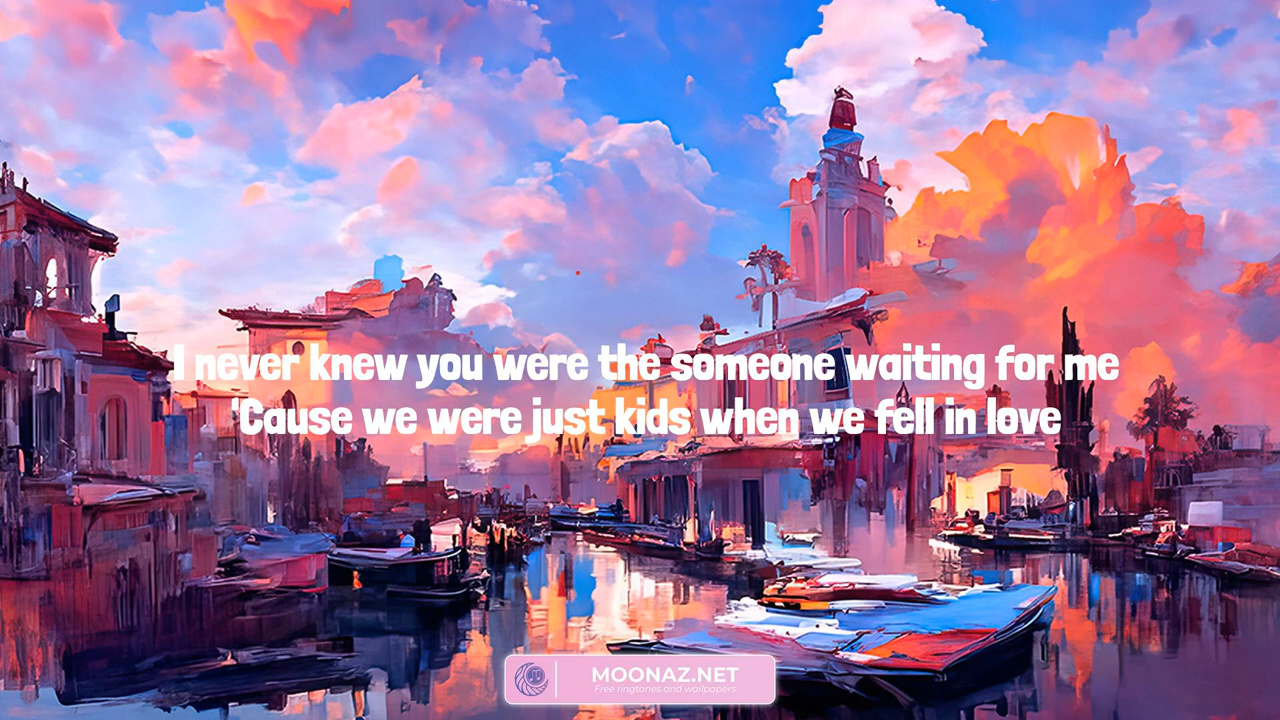 I never knew you were the someone waiting for me
'Cause we were just kids when we fell in love
MOONAZ.NET
Free ringtones and wallpapers